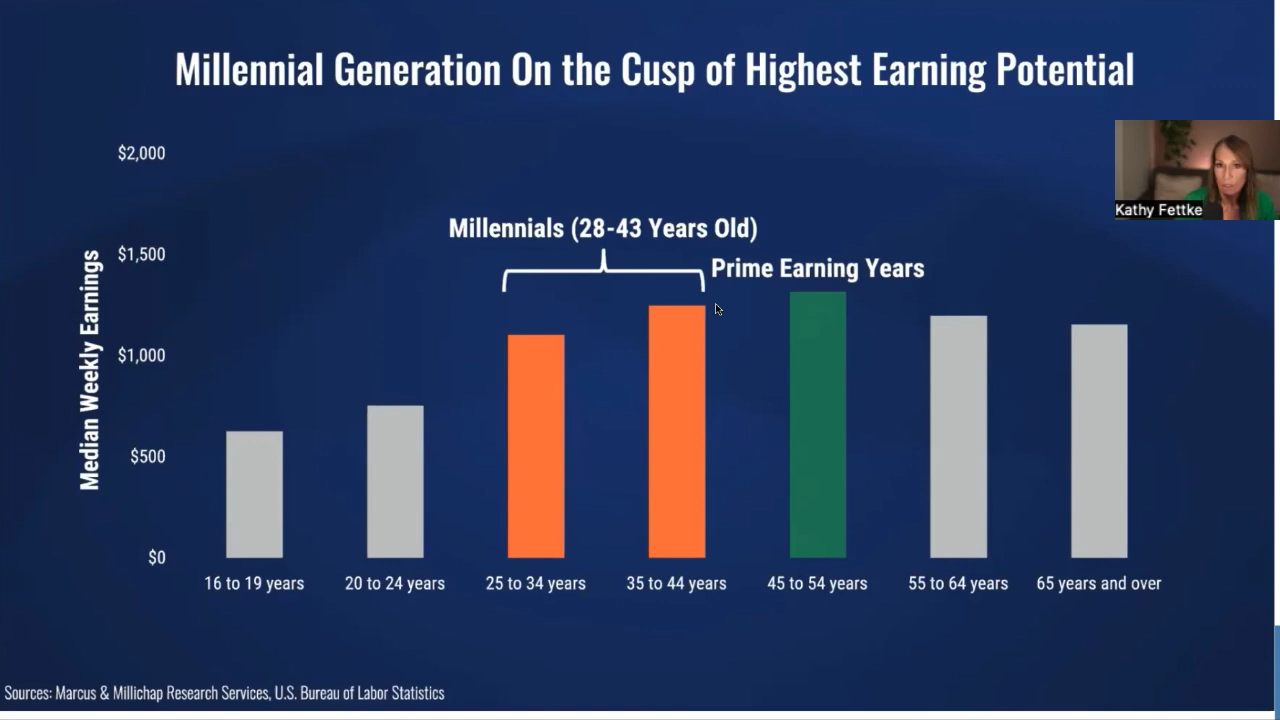 Millennial Generation On the Cusp of Highest Earning Potential
$2,000
Kathy Fettke
Millennials (28-43 Years Old)
$1,500
Prime Earning Years
Median Weekly Earnings
$1,000
$500
$0
16 to 19 years
20 to 24 years
25 to 34 years
35 to 44 years
45 to 54 years
55 to 64 years
65 years and over
Sources: Marcus & Millichap Research Services, U.S. Bureau of Labor Statistics